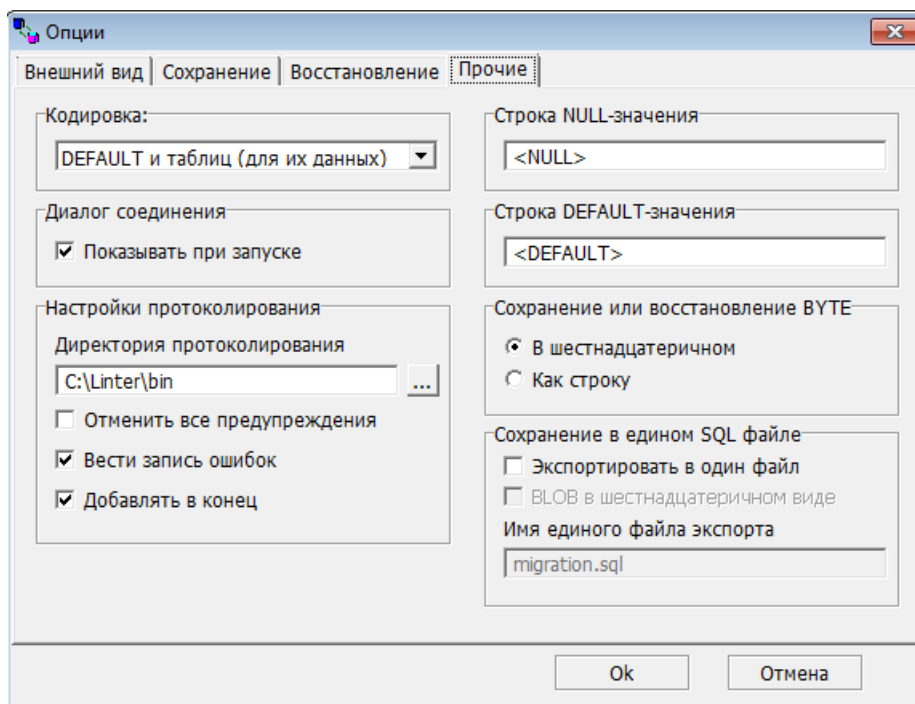 Опции
Внешний вид Сохранение Восстановление Прочие
Кодировка:
DEFAULT и таблиц (для их данных)
Диалог соединения
Показывать при запуске
Настройки протоколирования
Директория протоколирования
C:\Linter\bin
...
Отменить все предупреждения
Вести запись ошибок
Добавлять в конец
Строка NULL-значения
<NULL>
Строка DEFAULT-значения
<DEFAULT>
Сохранение или восстановление BYTE
В шестнадцатеричном
Как строку
Сохранение в едином SQL файле
Экспортировать в один файл
BLOB в шестнадцатеричном виде
Имя единого файла экспорта
migration.sql
Ok Отмена